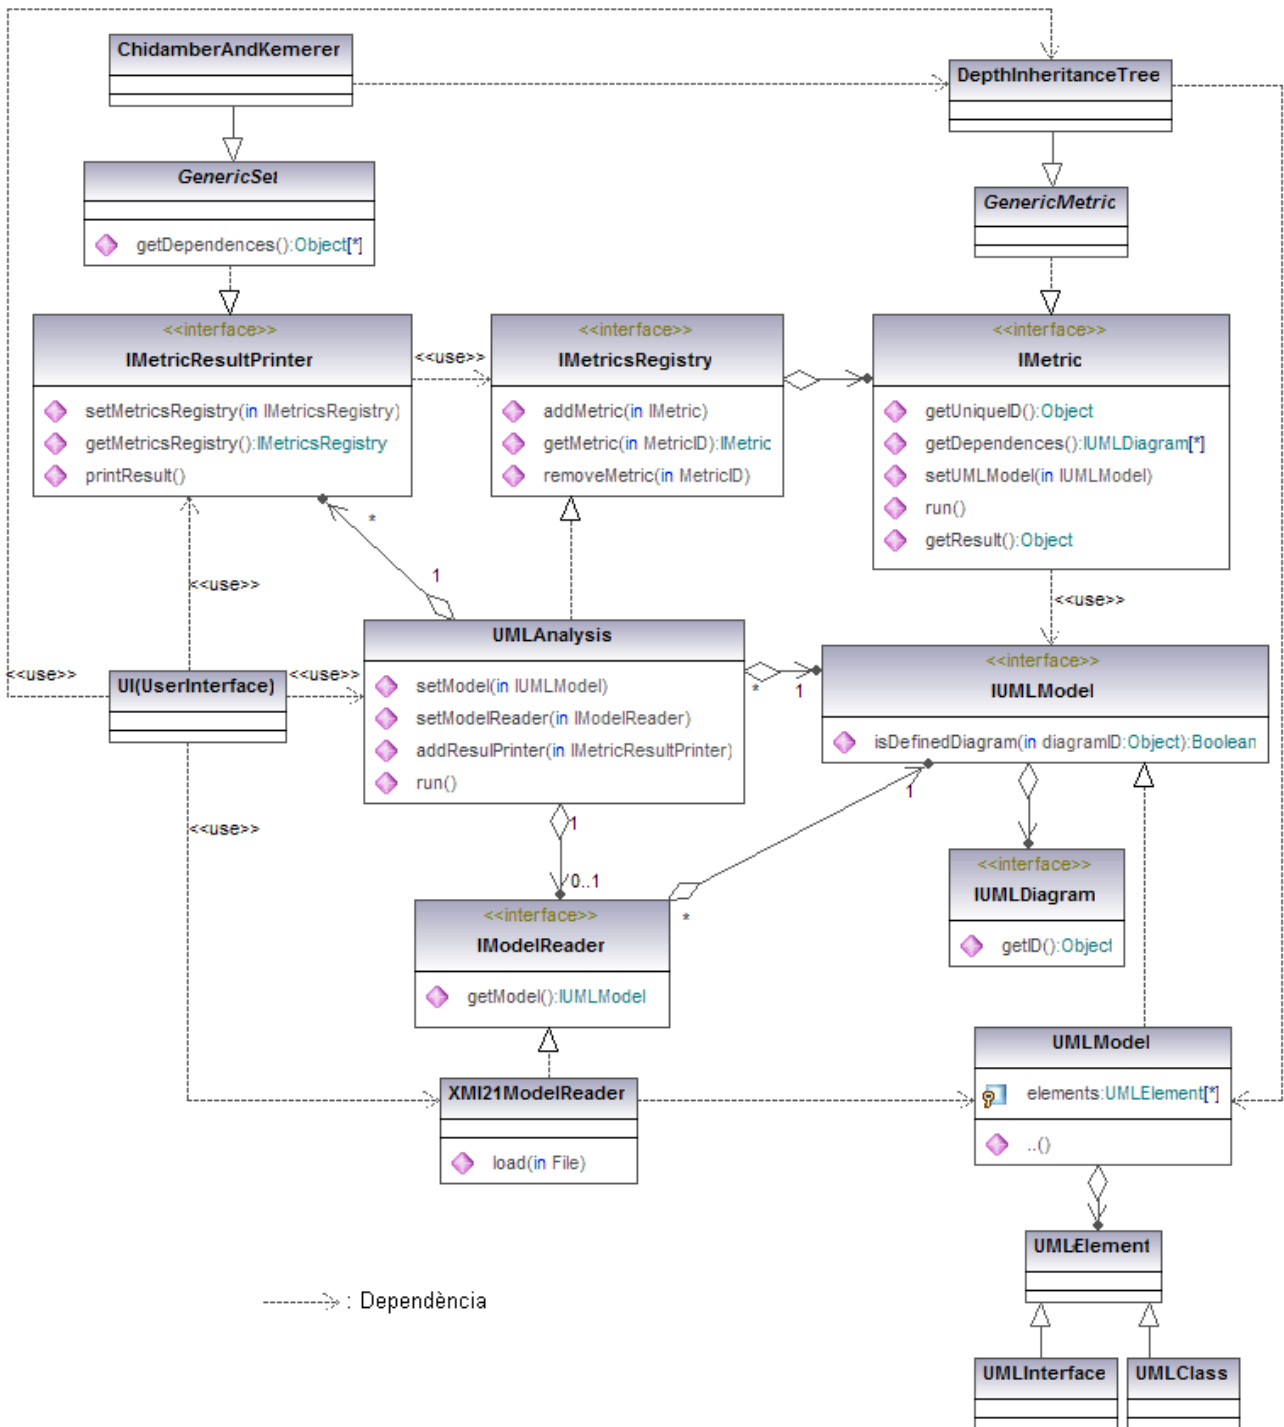 ChidamberAndKemerer
DepthInheritanceTree
GenericSet
getDependences():Object[*]
GenericMetric
<<interface>>
IMetricResultPrinter
setMetricsRegistry(in IMetricsRegistry)
getMetricsRegistry():IMetricsRegistry
printResult()
<<use>>
<<interface>>
IMetricsRegistry
addMetric(in IMetric)
getMetric(in MetricID):IMetric
removeMetric(in MetricID)
<<interface>>
IMetric
getUniqueID():Object
getDependences():IUMLDiagram[*]
setUMLModel(in IUMLModel)
run()
getResult():Object
*
1
<<use>>
<<use>>
<<use>>
UI(UserInterface)
<<use>>
UMLAnalysis
setModel(in IUMLModel)
setModelReader(in IModelReader)
addResulPrinter(in IMetricResultPrinter)
run()
*
1
<<interface>>
IUMLModel
isDefinedDiagram(in diagramID:Object):Boolean
<<use>>
1
0..1
1
*
<<interface>>
IUMLDiagram
getID():Object
<<interface>>
IModelReader
getModel():IUMLModel
XMI21ModelReader
load(in File)
UMLModel
elements:UMLElement[*]
..()
UMLElement
: Dependència
UMLInterface
UMLClass